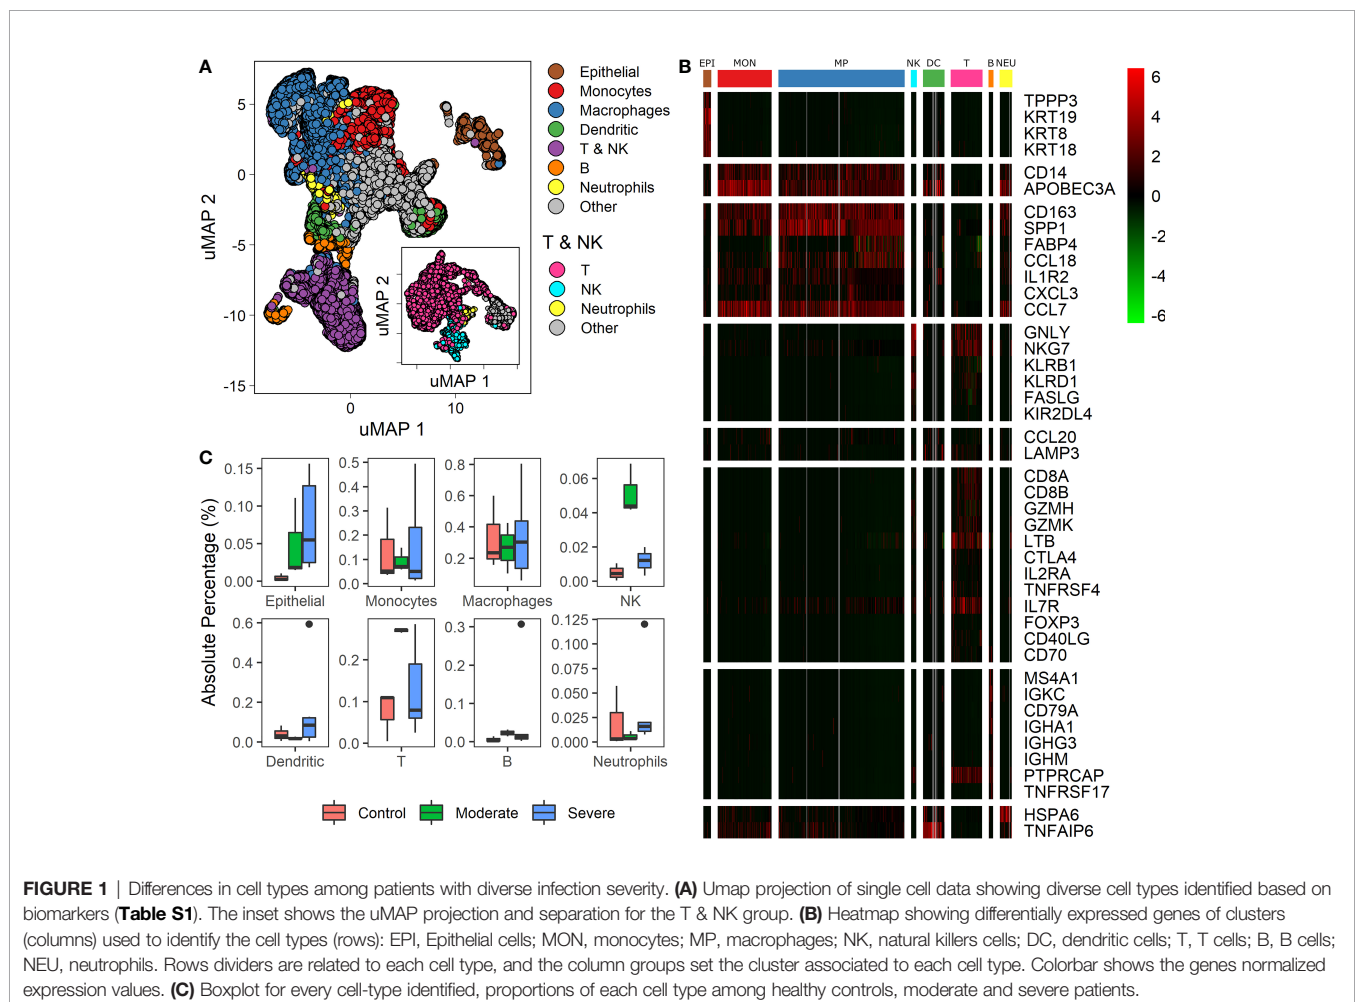 A
5
0
-5
-10
-15
0
10
uMAP 2
uMAP 1
Epithelial
Monocytes
Macrophages
Dendritic
T & NK
B
Neutrophils
Other
T & NK
T
NK
Neutrophils
Other
uMAP 2
uMAP 1
B
EPI MON MP NK DC T B NEU
TPPP3
KRT19
KRT8
KRT18
CD14
APOBEC3A
CD163
SPP1
FABP4
CCL18
IL1R2
CXCL3
CCL7
GNLY
NKG7
KLRB1
KLRD1
FASLG
KIR2DL4
CCL20
LAMP3
CD8A
CD8B
GZMH
GZMK
LTB
CTLA4
IL2RA
TNFRSF4
IL7R
FOXP3
CD40LG
CD70
MS4A1
IGKC
CD79A
IGHA1
IGHG3
IGHM
PTPRCAP
TNFRSF17
HSPA6
TNFAIP6
6
4
2
0
-2
-4
-6
C
Absolute Percentage (%)
0.15
0.10
0.05
0.00
Epithelial
0.5
0.4
0.3
0.2
0.1
0.0
Monocytes
0.8
0.6
0.4
0.2
Macrophages
0.06
0.04
0.02
0.00
NK
0.6
0.4
0.2
0.0
Dendritic
0.2
0.1
0.0
T
0.3
0.2
0.1
0.0
B
0.125
0.100
0.075
0.050
0.025
0.000
Neutrophils
Control Moderate Severe
FIGURE 1 | Differences in cell types among patients with diverse infection severity. (A) Umap projection of single cell data showing diverse cell types identified based on
biomarkers (Table S1). The inset shows the uMAP projection and separation for the T & NK group. (B) Heatmap showing differentially expressed genes of clusters
(columns) used to identify the cell types (rows): EPI, Epithelial cells; MON, monocytes; MP, macrophages; NK, natural killers cells; DC, dendritic cells; T, T cells; B, B cells;
NEU, neutrophils. Rows dividers are related to each cell type, and the column groups set the cluster associated to each cell type. Colorbar shows the genes normalized
expression values. (C) Boxplot for every cell-type identified, proportions of each cell type among healthy controls, moderate and severe patients.